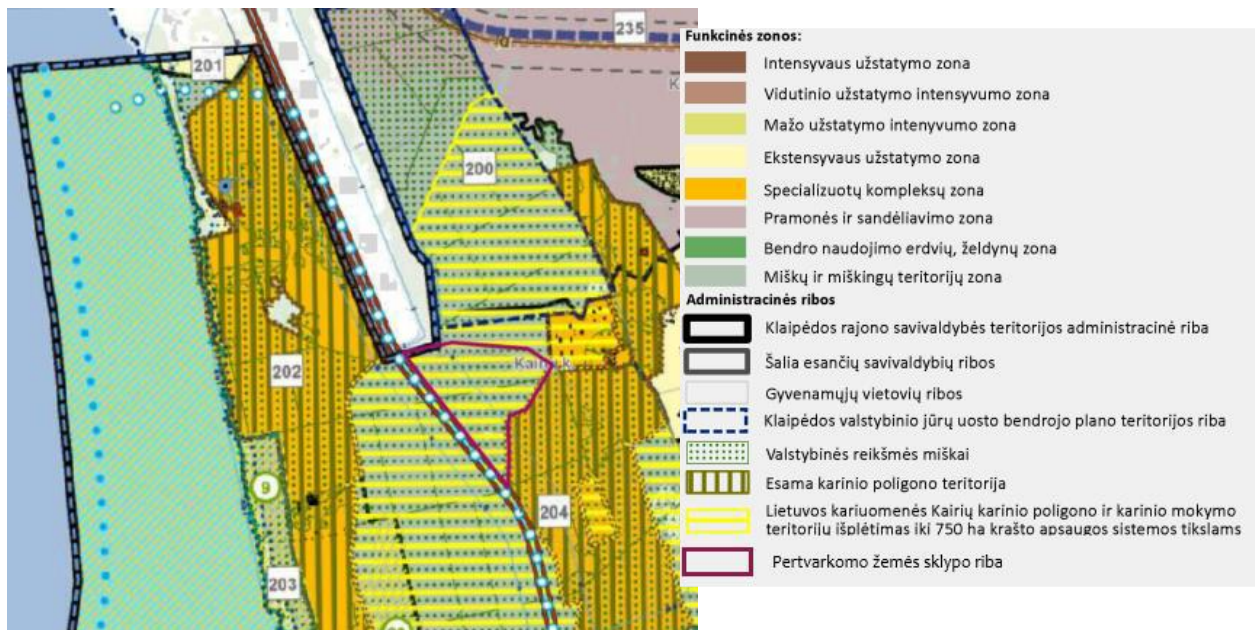 235
201
200
Kairių k.
202
204
9
203
Funkcinės zonos:
Intensyvaus užstatymo zona
Vidutinio užstatymo intensyvumo zona
Mažo užstatymo intenyvumo zona
Ekstensyvaus užstatymo zona
Specializuotų kompleksų zona
Pramonės ir sandėliavimo zona
Bendro naudojimo erdvių, želdynų zona
Miškų ir miškingų teritorijų zona
Administracinės ribos
Klaipėdos rajono savivaldybės teritorijos administracinė riba
Šalia esančių savivaldybių ribos
Gyvenamųjų vietovių ribos
Klaipėdos valstybinio jūrų uosto bendrojo plano teritorijos riba
Valstybinės reikšmės miškai
Esama karinio poligono teritorija
Lietuvos kariuomenės Kairių karinio poligono ir karinio mokymo
teritorijų išplėtimas iki 750 ha krašto apsaugos sistemos tikslams
Pertvarkomo žemės sklypo riba